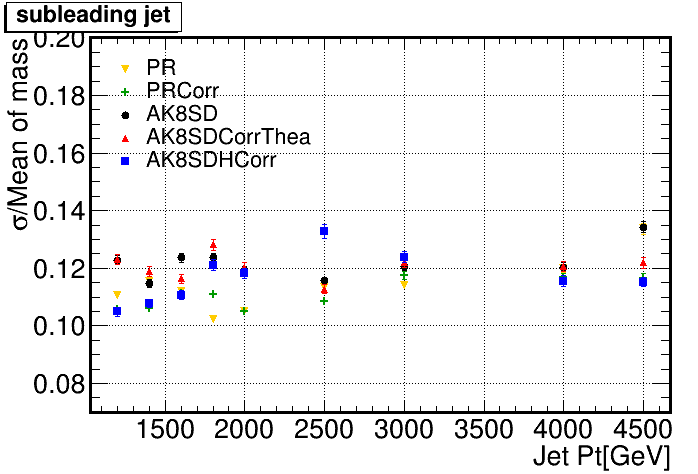 subleading jet
σ/Mean of mass
0.20
0.18
0.16
0.14
0.12
0.10
0.08
PR
PRCorr
AK8SD
AK8SDCorrThea
AK8SDHCorr
1500 2000 2500 3000 3500 4000 4500
Jet Pt[GeV]